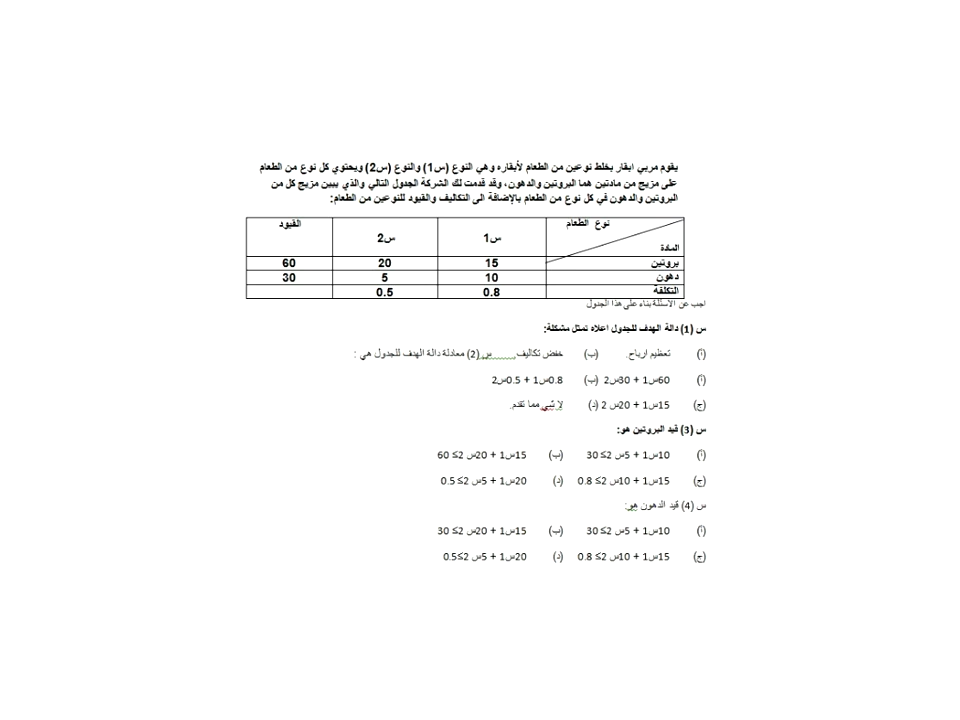 يقوم مربي ابقار بخلط نوعين من الطعام لأبقاره وهي النوع (س1) والنوع (س2) ويحتوي كل نوع من الطعام
على مزيج من مادتين هما البروتين والدهون، وقد قدمت لك الشركة الجدول التالي والذي يبين مزيج كل من
البروتين والدهون في كل نوع من الطعام بالإضافة الى التكاليف والقيود للنوعين من الطعام:
نوع الطعام
المادة س1 س2 القيود
بروتين 15 20 60
دهون 10 5 30
التكلفة 0.8 0.5
اجب عن الاسئلة بناء على هذا الجدول
س (1) دالة الهدف للجدول اعلاه تمثل مشكلة:
(أ) تعظيم ارباح. (ب) خفض تكاليف. س (2) معادلة دالة الهدف للجدول هي :
(أ) 60س1 + 30س2 (ب) 0.8س1 + 0.5س2
(ج) 15س1 + 20س 2 (د) لا شيء مما تقدم.
س (3) قيد البروتين هو:
(أ) 10س1 + 5س 2≤ 30 (ب) 15س1 + 20س 2≤ 60
(ج) 15س1 + 10س 2≤ 0.8 (د) 20س1 + 5س 2≤ 0.5
س (4) قيد الدهون هو:
(أ) 10س1 + 5س 2≤ 30 (ب) 15س1 + 20س 2≤ 30
(ج) 15س1 + 10س 2≤ 0.8 (د) 20س1 + 5س 2≤ 0.5